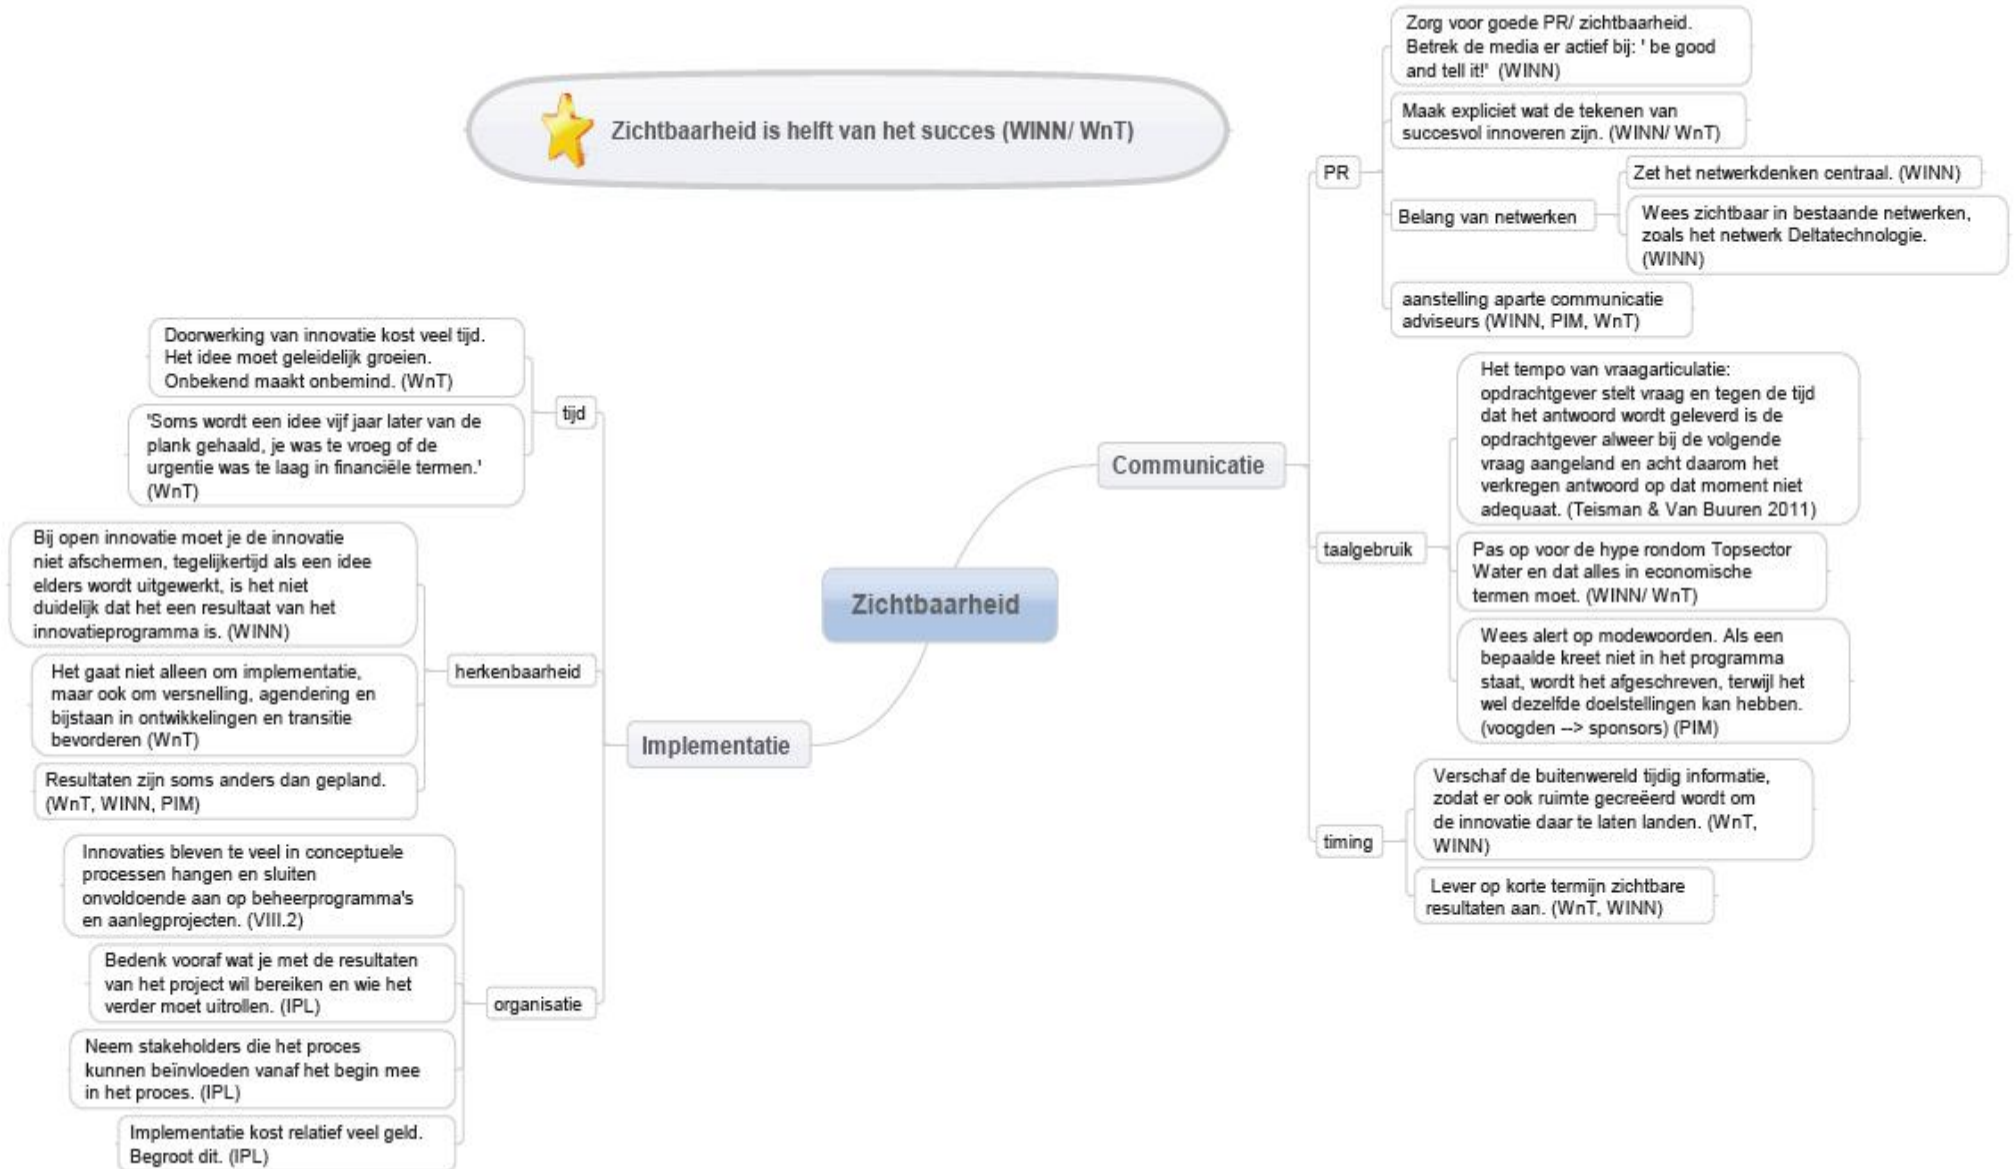 Zichtbaarheid is helft van het succes (WINN/ WnT)
Zichtbaarheid
Communicatie
PR
Zorg voor goede PR/ zichtbaarheid.
Betrek de media er actief bij: ' be good
and tell it!' (WINN)
Maak expliciet wat de tekenen van
succesvol innoveren zijn. (WINN/ WnT)
Belang van netwerken
Zet het netwerkdenken centraal. (WINN)
Wees zichtbaar in bestaande netwerken,
zoals het netwerk Deltatechnologie.
(WINN)
aanstelling aparte communicatie
adviseurs (WINN, PIM, WnT)
taalgebruik
Het tempo van vraagarticulatie:
opdrachtgever stelt vraag en tegen de tijd
dat het antwoord wordt geleverd is de
opdrachtgever alweer bij de volgende
vraag aangeland en acht daarom het
verkregen antwoord op dat moment niet
adequaat. (Teisman & Van Buuren 2011)
Pas op voor de hype rondom Topsector
Water en dat alles in economische
termen moet. (WINN/ WnT)
Wees alert op modewoorden. Als een
bepaalde kreet niet in het programma
staat, wordt het afgeschreven, terwijl het
wel dezelfde doelstellingen kan hebben.
(voogden --> sponsors) (PIM)
timing
Verschaf de buitenwereld tijdig informatie,
zodat er ook ruimte gecreëerd wordt om
de innovatie daar te laten landen. (WnT,
WINN)
Lever op korte termijn zichtbare
resultaten aan. (WnT, WINN)
Implementatie
tijd
Doorwerking van innovatie kost veel tijd.
Het idee moet geleidelijk groeien.
Onbekend maakt onbemind. (WnT)
'Soms wordt een idee vijf jaar later van de
plank gehaald, je was te vroeg of de
urgentie was te laag in financiële termen.'
(WnT)
herkenbaarheid
Bij open innovatie moet je de innovatie
niet afschermen, tegelijkertijd als een idee
elders wordt uitgewerkt, is het niet
duidelijk dat het een resultaat van het
innovatieprogramma is. (WINN)
Het gaat niet alleen om implementatie,
maar ook om versnelling, agendering en
bijstaan in ontwikkelingen en transitie
bevorderen (WnT)
Resultaten zijn soms anders dan gepland.
(WnT, WINN, PIM)
organisatie
Innovaties bleven te veel in conceptuele
processen hangen en sluiten
onvoldoende aan op beheerprogramma's
en aanlegprojecten. (VIII.2)
Bedenk vooraf wat je met de resultaten
van het project wil bereiken en wie het
verder moet uitrollen. (IPL)
Neem stakeholders die het proces
kunnen beïnvloeden vanaf het begin mee
in het proces. (IPL)
Implementatie kost relatief veel geld.
Begroot dit. (IPL)